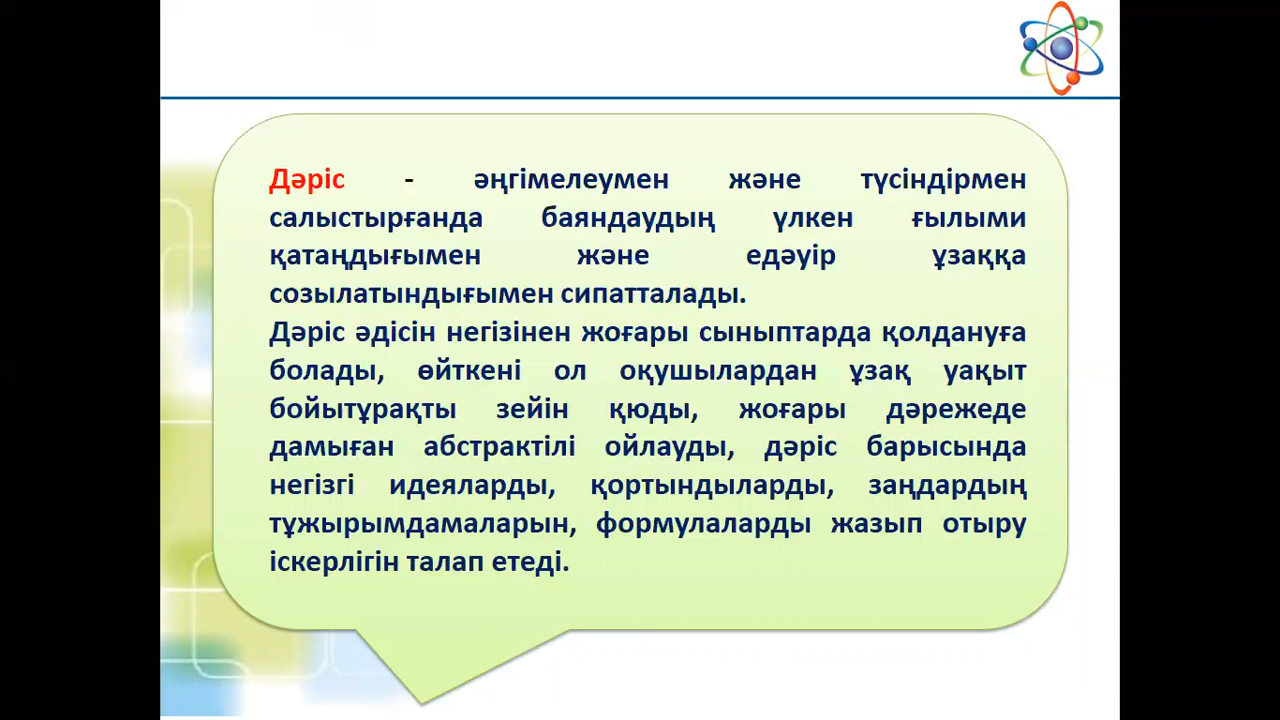 Дәріс - әңгімелеумен және түсіндірмен
салыстырғанда баяндаудың үлкен ғылыми
қатаңдығымен және едәуір ұзаққа
созылатындығымен сипатталады.
Дәріс әдісін негізінен жоғары сыныптарда қолдануға
болады, өйткені ол оқушылардан ұзақ уақыт
бойытұрақты зейін қюды, жоғары дәрежеде
дамыған абстрактілі ойлауды, дәріс барысында
негізгі идеяларды, қортындыларды, заңдардың
тұжырымдамаларын, формулаларды жазып отыру
іскерлігін талап етеді.